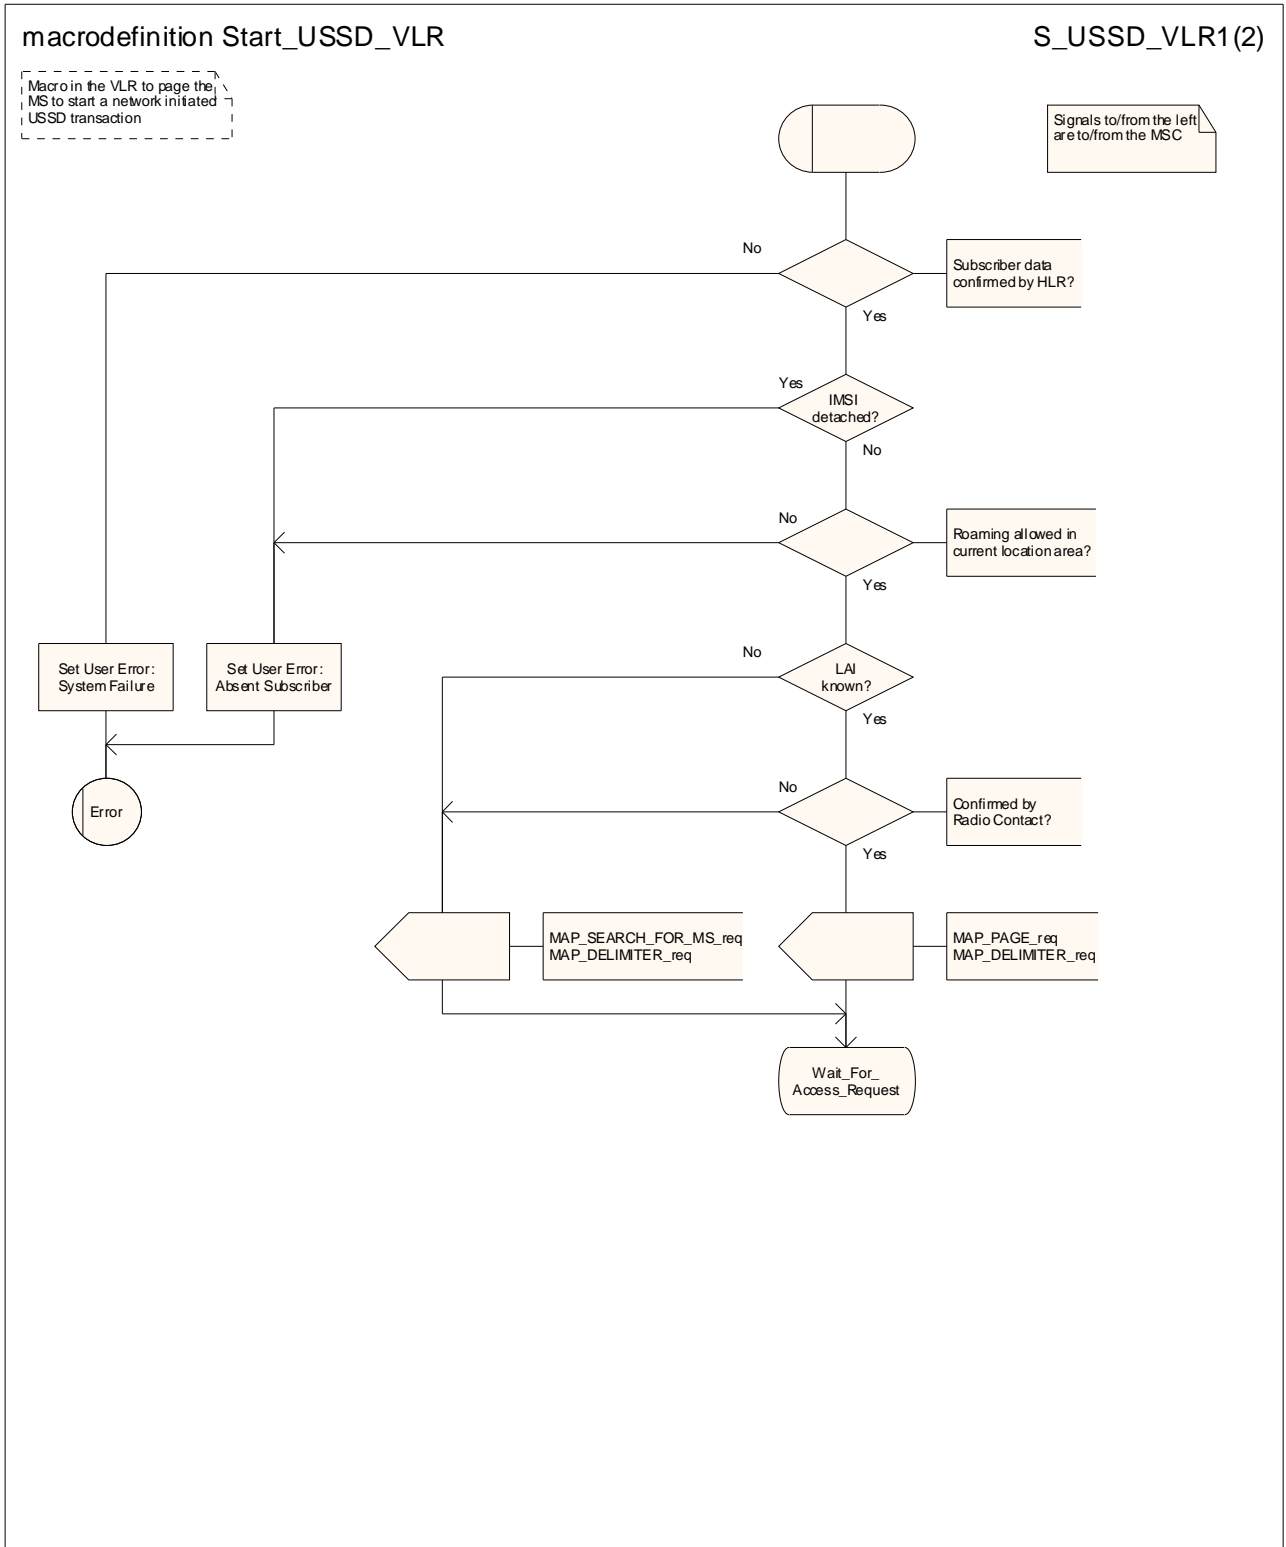 macrodefinition Start_USSD_VLR
S_USSD_VLR1(2)
Macro in the VLR to page the
MS to start a network initiated
USSD transaction
Signals to/from the left
are to/from the MSC
No
Subscriber data
confirmed by HLR?
Yes
Yes
IMSI
detached?
No
No
Roaming allowed in
current location area?
Yes
Set User Error:
System Failure
Set User Error:
Absent Subscriber
No
LAI
known?
Yes
Error
No
Confirmed by
Radio Contact?
Yes
MAP_SEARCH_FOR_MS_req
MAP_DELIMITER_req
MAP_PAGE_req
MAP_DELIMITER_req
Wait_For_
Access_Request